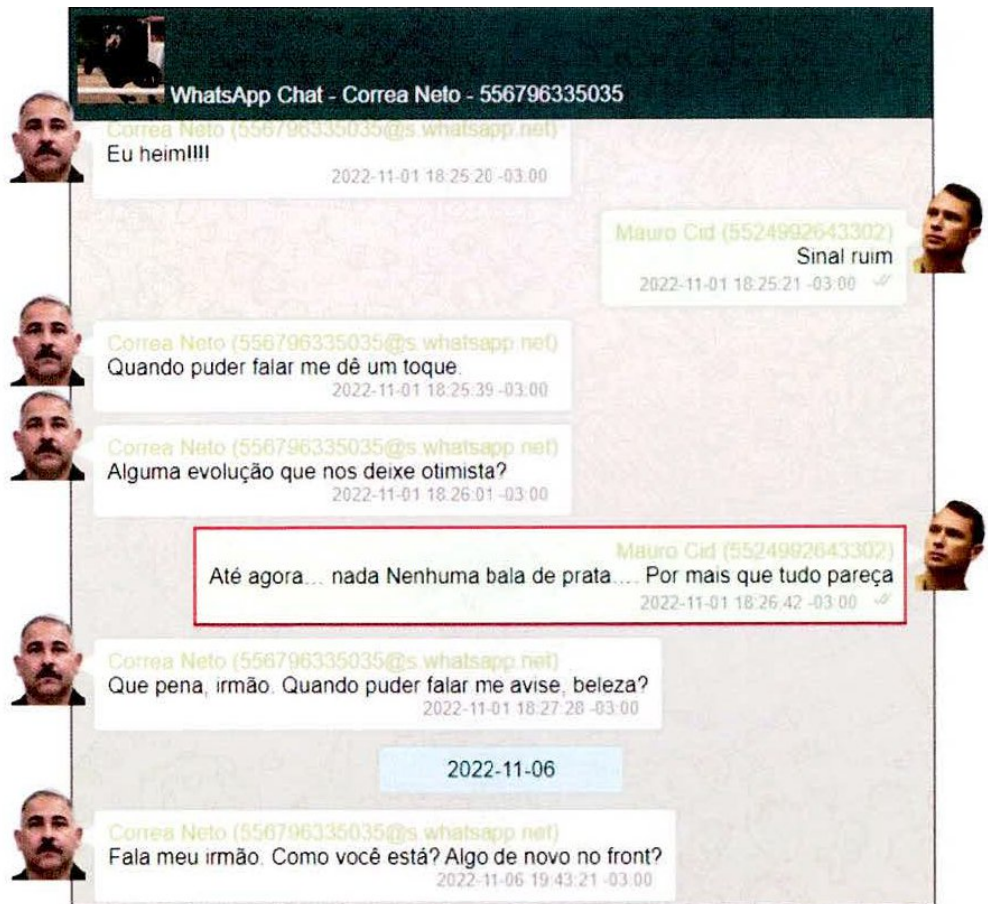 WhatsApp Chat - Correa Neto - 556796335035
Correa Neto (556796335035@s.whatsapp.net)
Eu heim!!!!
2022-11-01 18:25:20 -03:00
Mauro Cid (5524992643302)
Sinal ruim
2022-11-01 18:25:21 -03:00
Correa Neto (556796335035@s.whatsapp.net)
Quando puder falar me dê um toque.
2022-11-01 18:25:39 -03:00
Correa Neto (556796335035@s.whatsapp.net)
Alguma evolução que nos deixe otimista?
2022-11-01 18:26:01 -03:00
Mauro Cid (5524992643302)
Até agora... nada Nenhuma bala de prata.... Por mais que tudo pareça
2022-11-01 18:26:42 -03:00
Correa Neto (556796335035@s.whatsapp.net)
Que pena, irmão. Quando puder falar me avise, beleza?
2022-11-01 18:27:28 -03:00
2022-11-06
Correa Neto (556796335035@s.whatsapp.net)
Fala meu irmão. Como você está? Algo de novo no front?
2022-11-06 19:43:21 -03:00